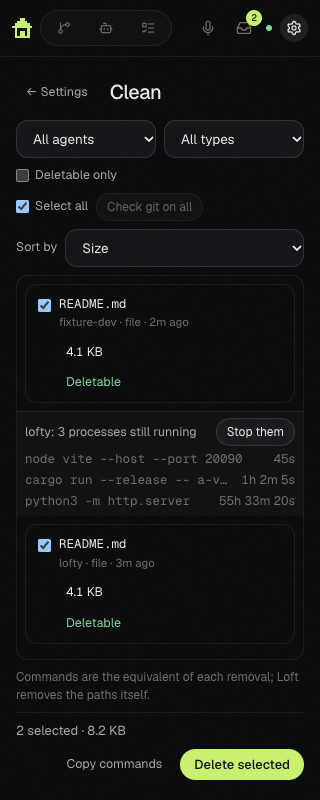 2
← Settings
Clean
All agents
All types
Deletable only
Select all
Check git on all
Sort by
Size
README.md
fixture-dev · file · 2m ago
4.1 KB
Deletable
lofty: 3 processes still running
Stop them
node vite --host --port 20090 45s
cargo run --release -- a-v… 1h 2m 5s
python3 -m http.server 55h 33m 20s
README.md
lofty · file · 3m ago
4.1 KB
Deletable
Commands are the equivalent of each removal; Loft
removes the paths itself.
2 selected · 8.2 KB
Copy commands
Delete selected